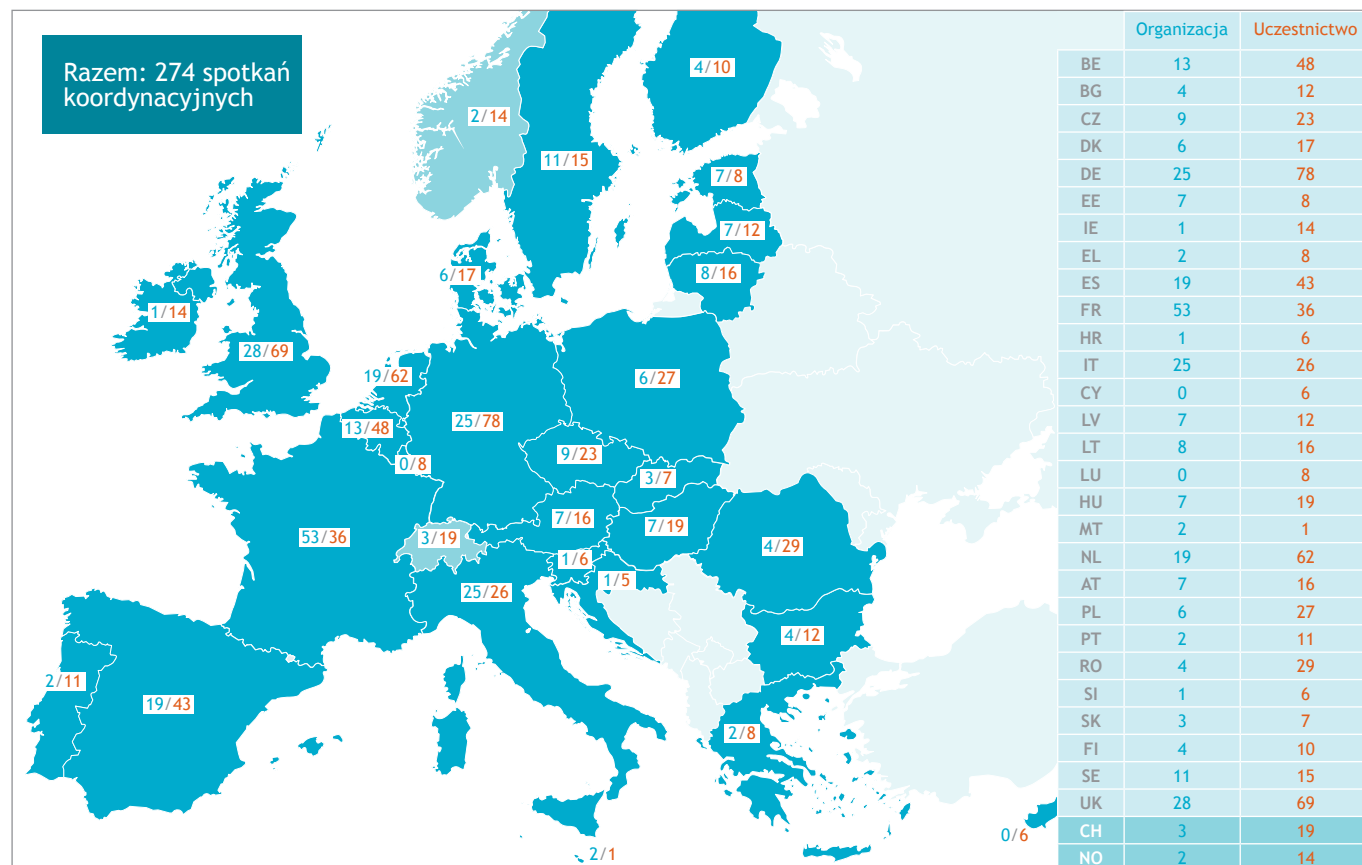 Razem: 274 spotkań
koordynacyjnych
4/10
2/14
11/15
7/8
7/12
6/17
8/16
1/14
28/69
19/62
6/27
13/48
25/78
0/8
9/23
3/7
53/36
3/19
7/16
7/19
4/29
1/6
1/5
25/26
4/12
2/11
19/43
2/8
0/6
2/1
Organizacja Uczestnictwo
BE 13 48
BG 4 12
CZ 9 23
DK 6 17
DE 25 78
EE 7 8
IE 1 14
EL 2 8
ES 19 43
FR 53 36
HR 1 6
IT 25 26
CY 0 6
LV 7 12
LT 8 16
LU 0 8
HU 7 19
MT 2 1
NL 19 62
AT 7 16
PL 6 27
PT 2 11
RO 4 29
SI 1 6
SK 3 7
FI 4 10
SE 11 15
UK 28 69
CH 3 19
NO 2 14